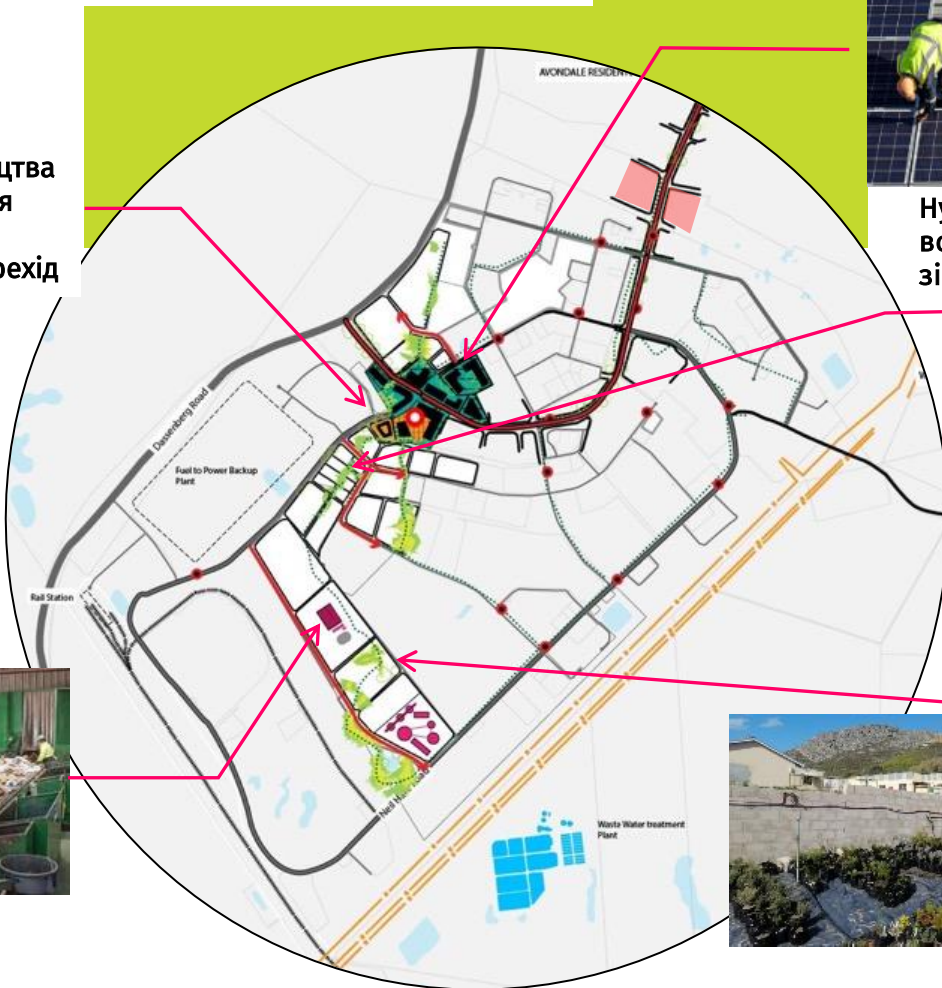 AVONDALE RESIDENT
цтва
я
рехід
Ну
зі
Dassenberg Road
Fuel to Power Backup
Plant
Rail Station
Waste Water treatment
Plant